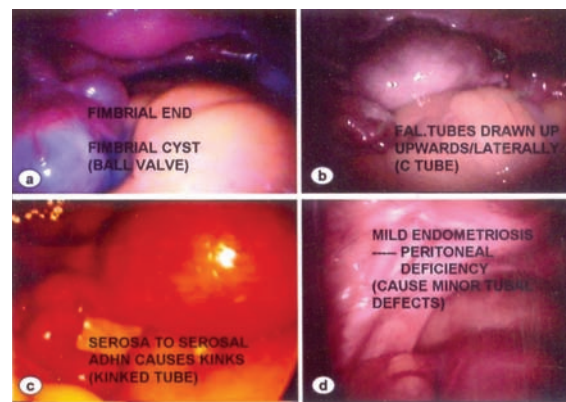 FIMBRIAL END
FIMBRIAL CYST
(BALL VALVE)
a
FAL.TUBES DRAWN UP
UPWARDS/LATERALLY
(C TUBE)
b
SEROSA TO SEROSAL
ADHN CAUSES KINKS
(KINKED TUBE)
c
MILD ENDOMETRIOSIS
----- PERITONEAL
DEFICIENCY
(CAUSE MINOR TUBAL
DEFECTS)
d